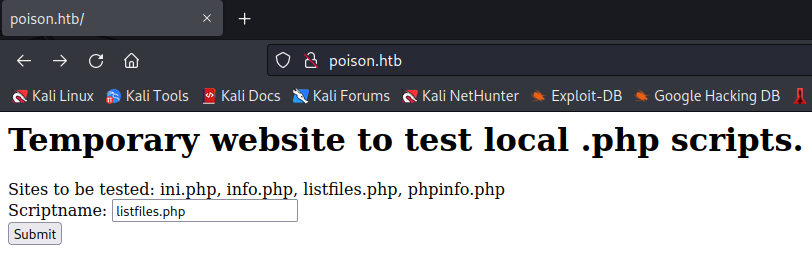 poison.htb/
poison.htb
Kali Linux Kali Tools Kali Docs Kali Forums Kali NetHunter Exploit-DB Google Hacking DB
Temporary website to test local .php scripts.
Sites to be tested: ini.php, info.php, listfiles.php, phpinfo.php
Scriptname: listfiles.php
Submit